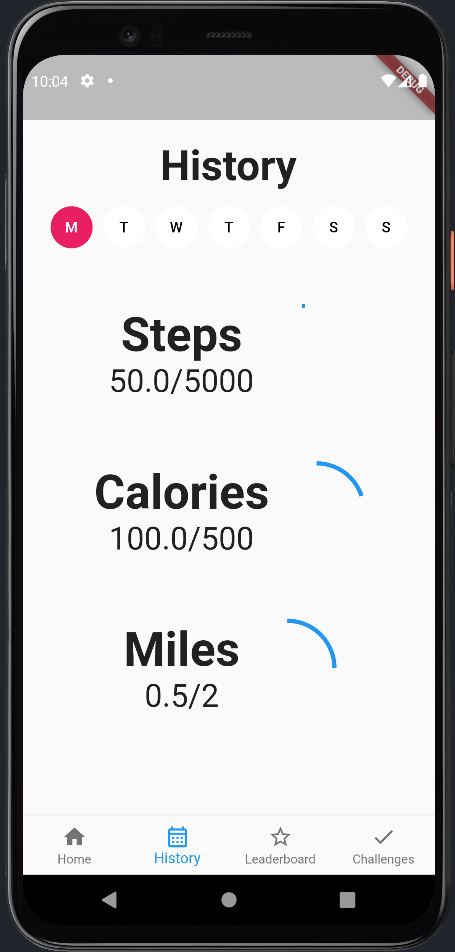 10:04
DEBUG
History
M T W T F S S
Steps
50.0/5000
Calories
100.0/500
Miles
0.5/2
Home History Leaderboard Challenges